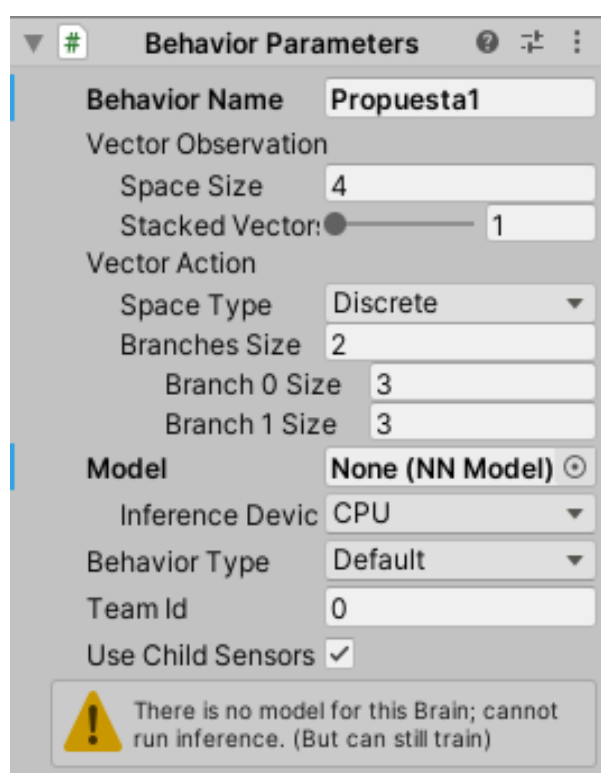 # Behavior Parameters
Behavior Name Propuesta1
Vector Observation
Space Size 4
Stacked Vector: 1
Vector Action
Space Type Discrete
Branches Size 2
Branch 0 Size 3
Branch 1 Size 3
Model None (NN Model)
Inference Devic CPU
Behavior Type Default
Team Id 0
Use Child Sensors
There is no model for this Brain; cannot
run inference. (But can still train)